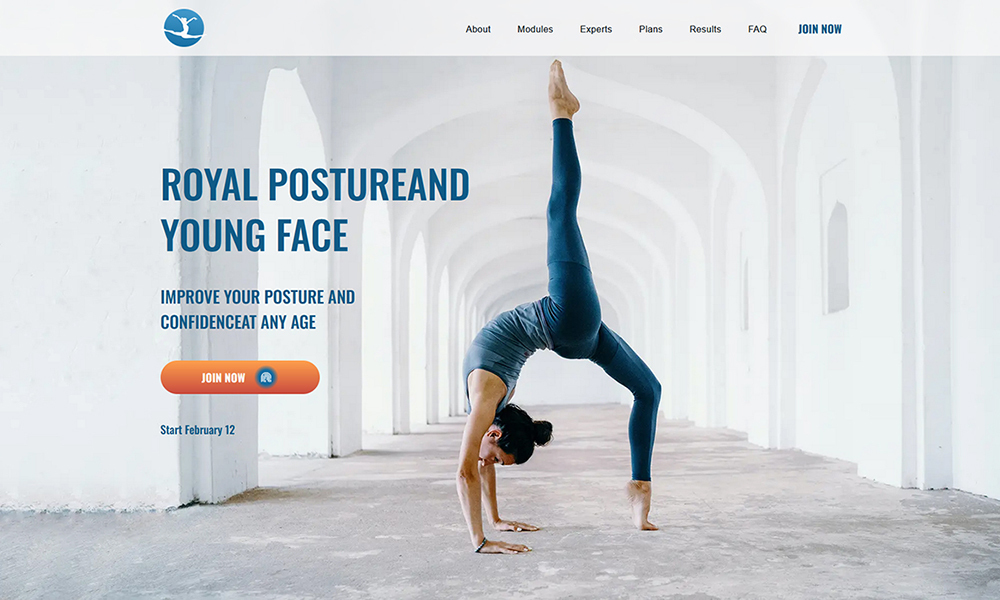 About Modules Experts Plans Results FAQ JOIN NOW
ROYAL POSTUREAND
YOUNG FACE
IMPROVE YOUR POSTURE AND
CONFIDENCEAT ANY AGE
JOIN NOW
Start February 12